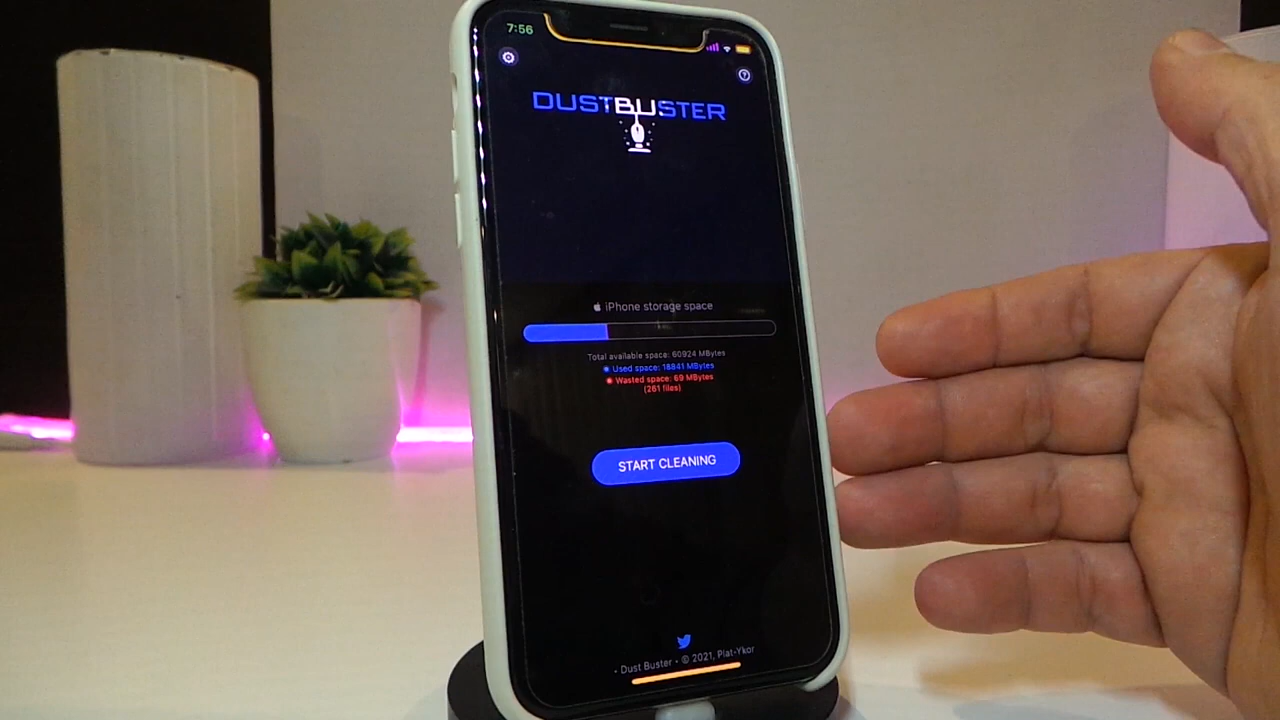 7:56
DUSTBUSTER
iPhone storage space
Total available space: 60924 MBytes
Used space: 18841 MBytes
Wasted space: 69 MBytes
(261 files)
START CLEANING
• Dust Buster • © 2021, Plat-Ykor